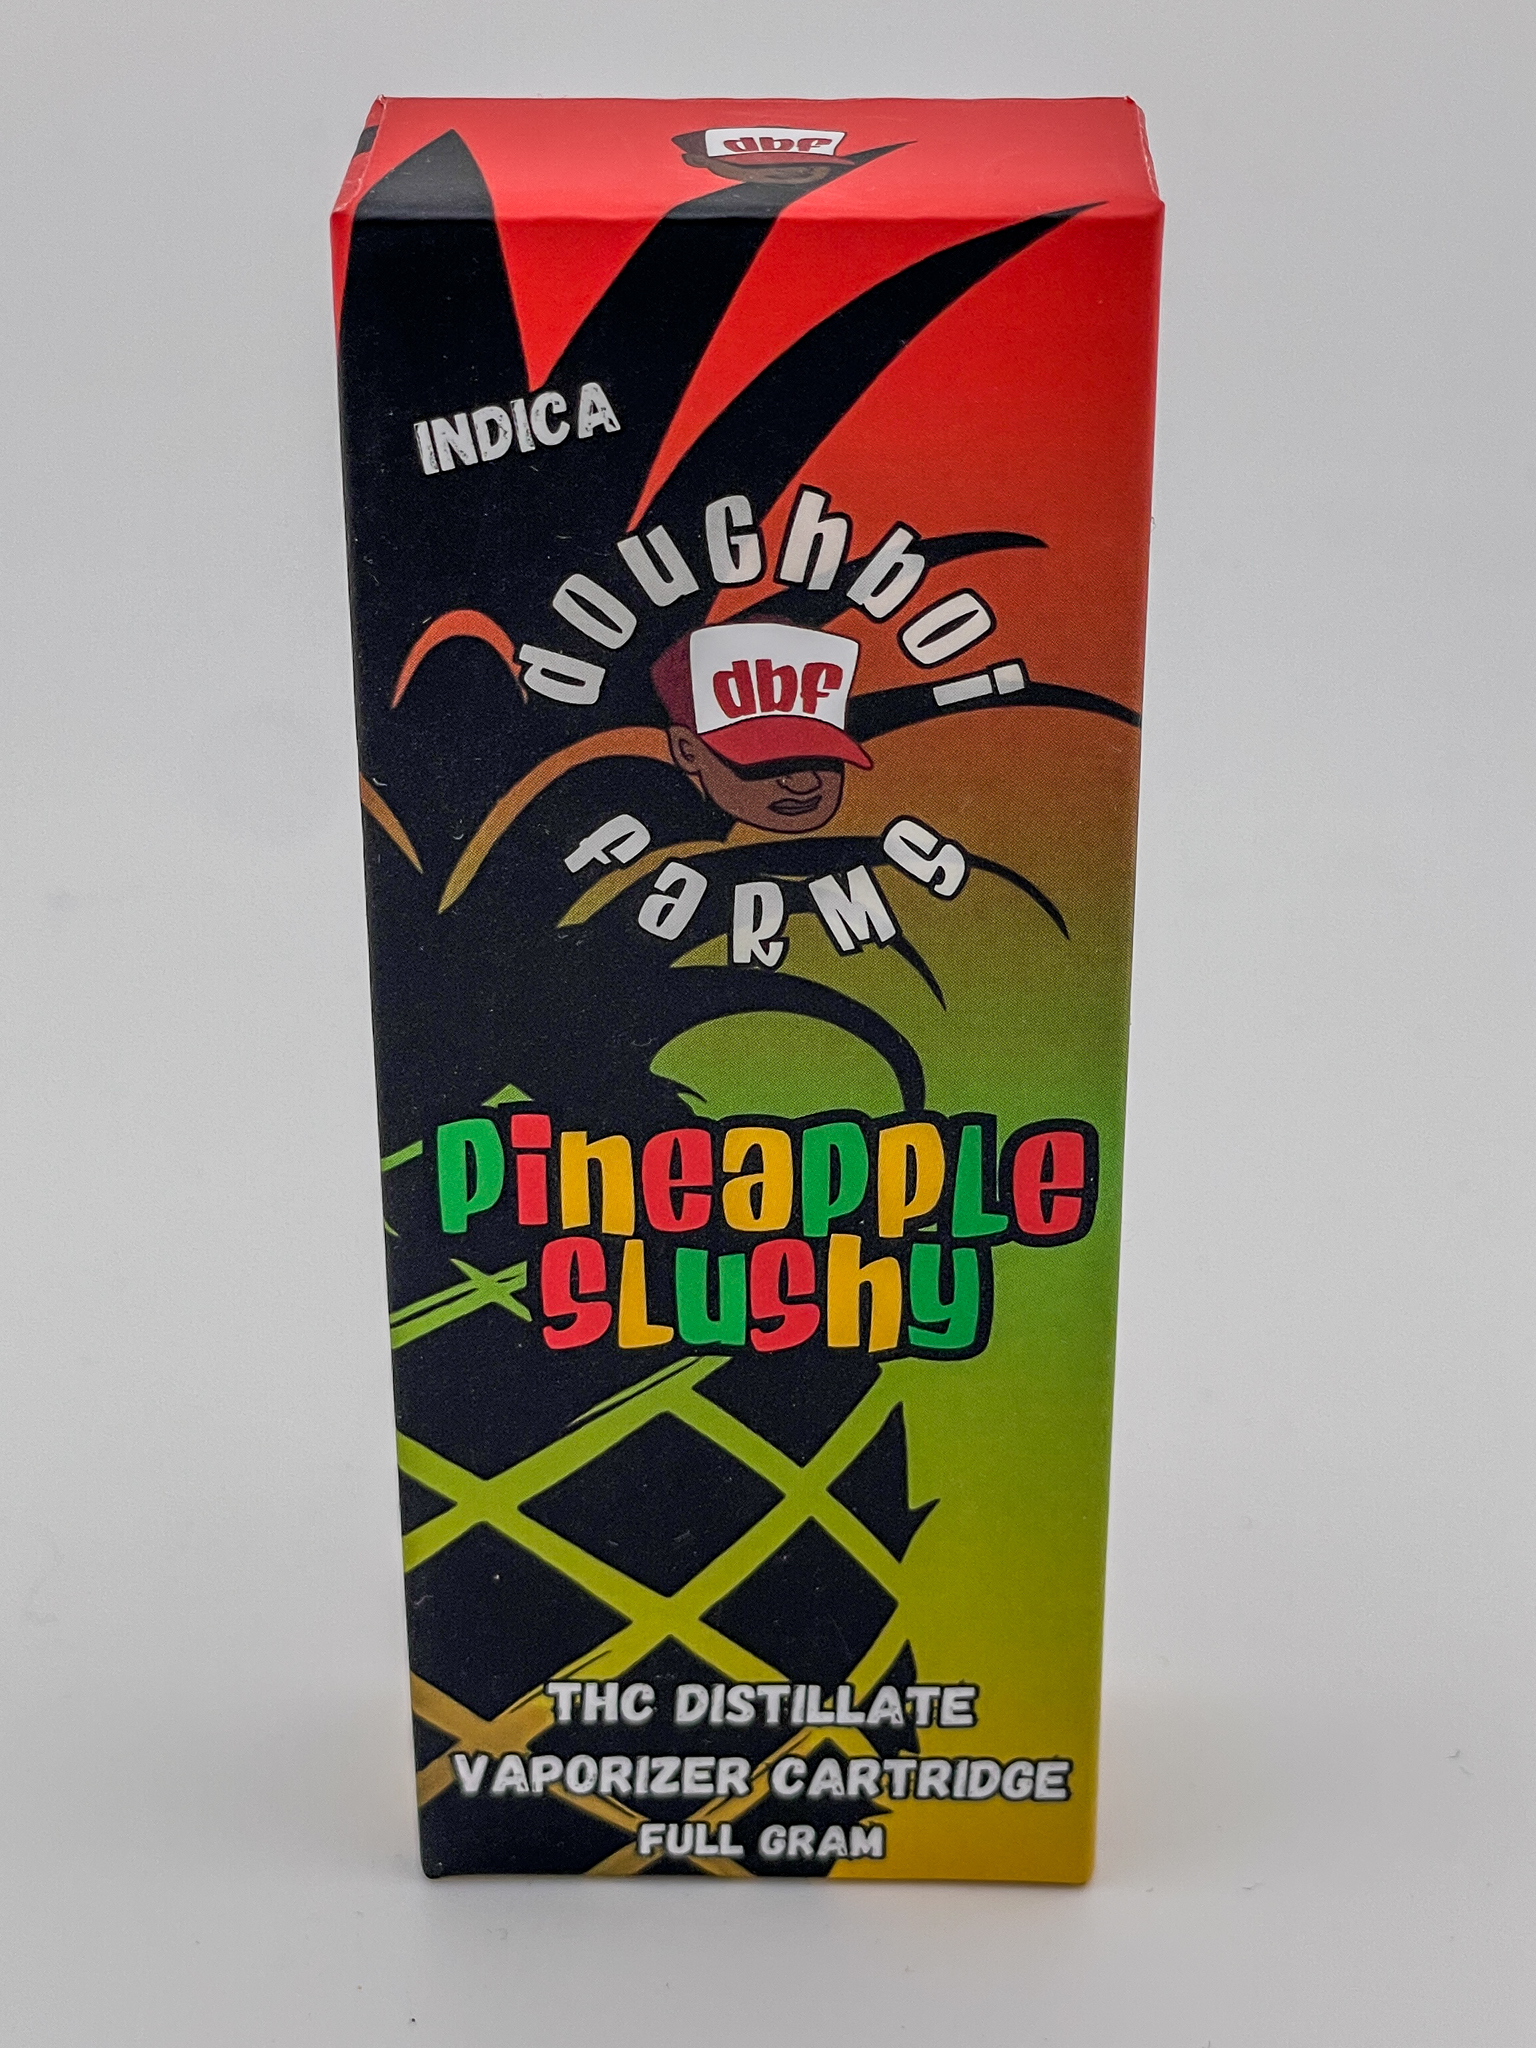 dbf
INDICA
doughboi
dbf
farms
pineapple
slushy
THC DISTILLATE
VAPORIZER CARTRIDGE
FULL GRAM